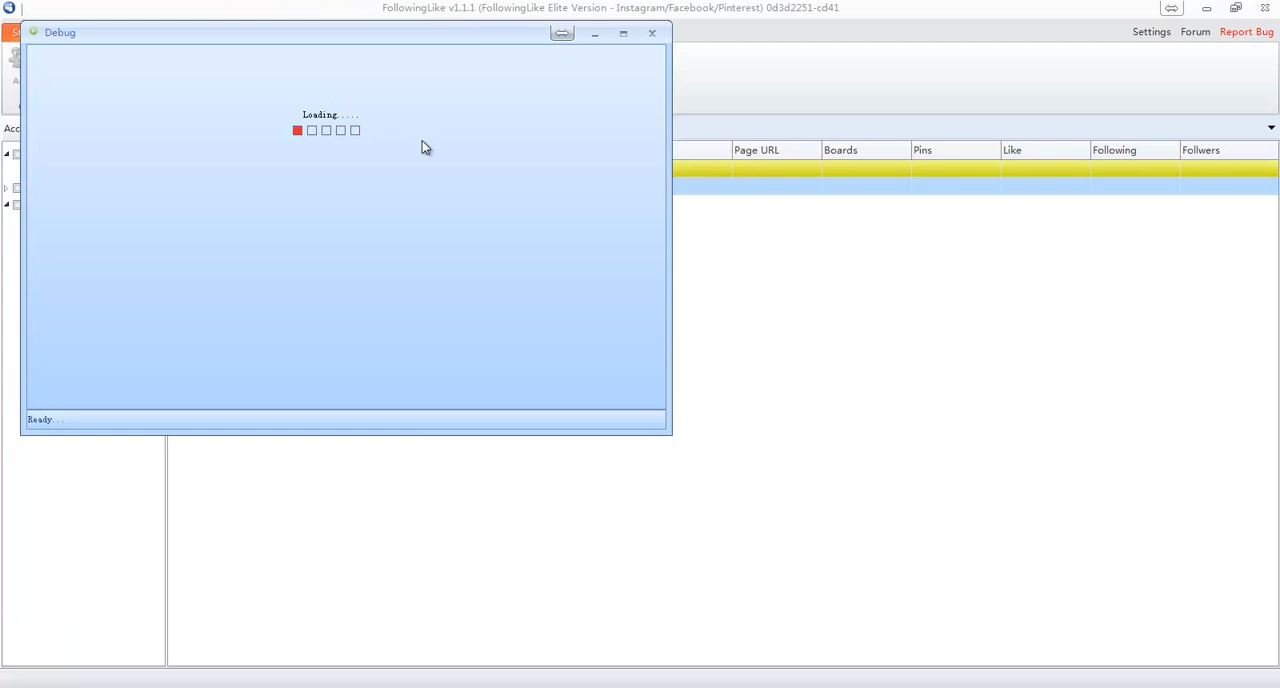 FollowingLike v1.1.1 (FollowingLike Elite Version - Instagram/Facebook/Pinterest) 0d3d2251-cd41
Debug
Settings Forum Report Bug
Loading.....
Page URL Boards Pins Like Following Follwers
Ready...